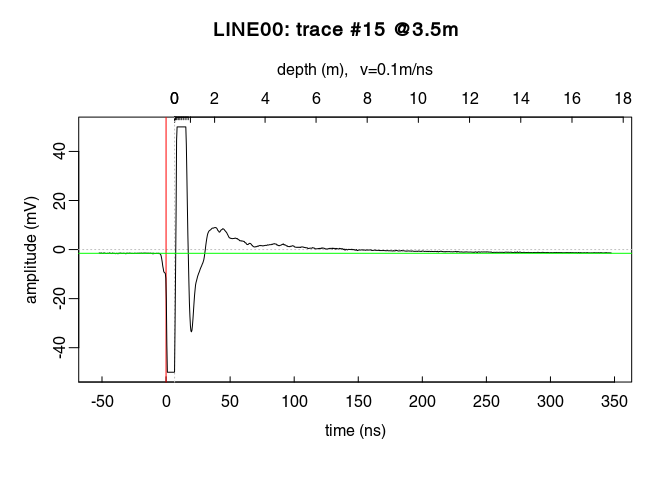 LINE00: trace #15 @3.5m
depth (m),  v=0.1m/ns
0 2 4 6 8 10 12 14 16 18
40
20
0
-20
-40
amplitude (mV)
-50 0 50 100 150 200 250 300 350
time (ns)